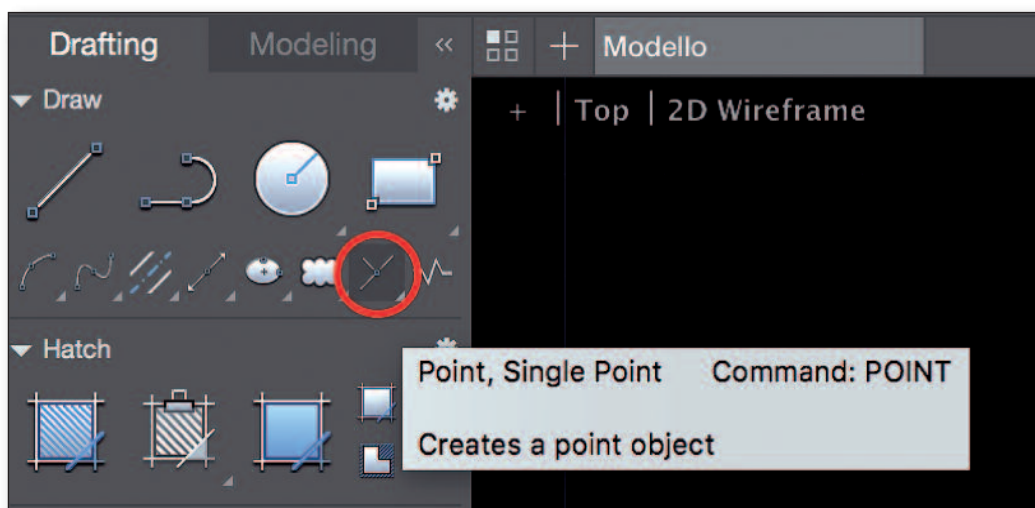 Drafting Modeling «
Modello
Draw
+ | Top | 2D Wireframe
Hatch
Point, Single Point Command: POINT
Creates a point object